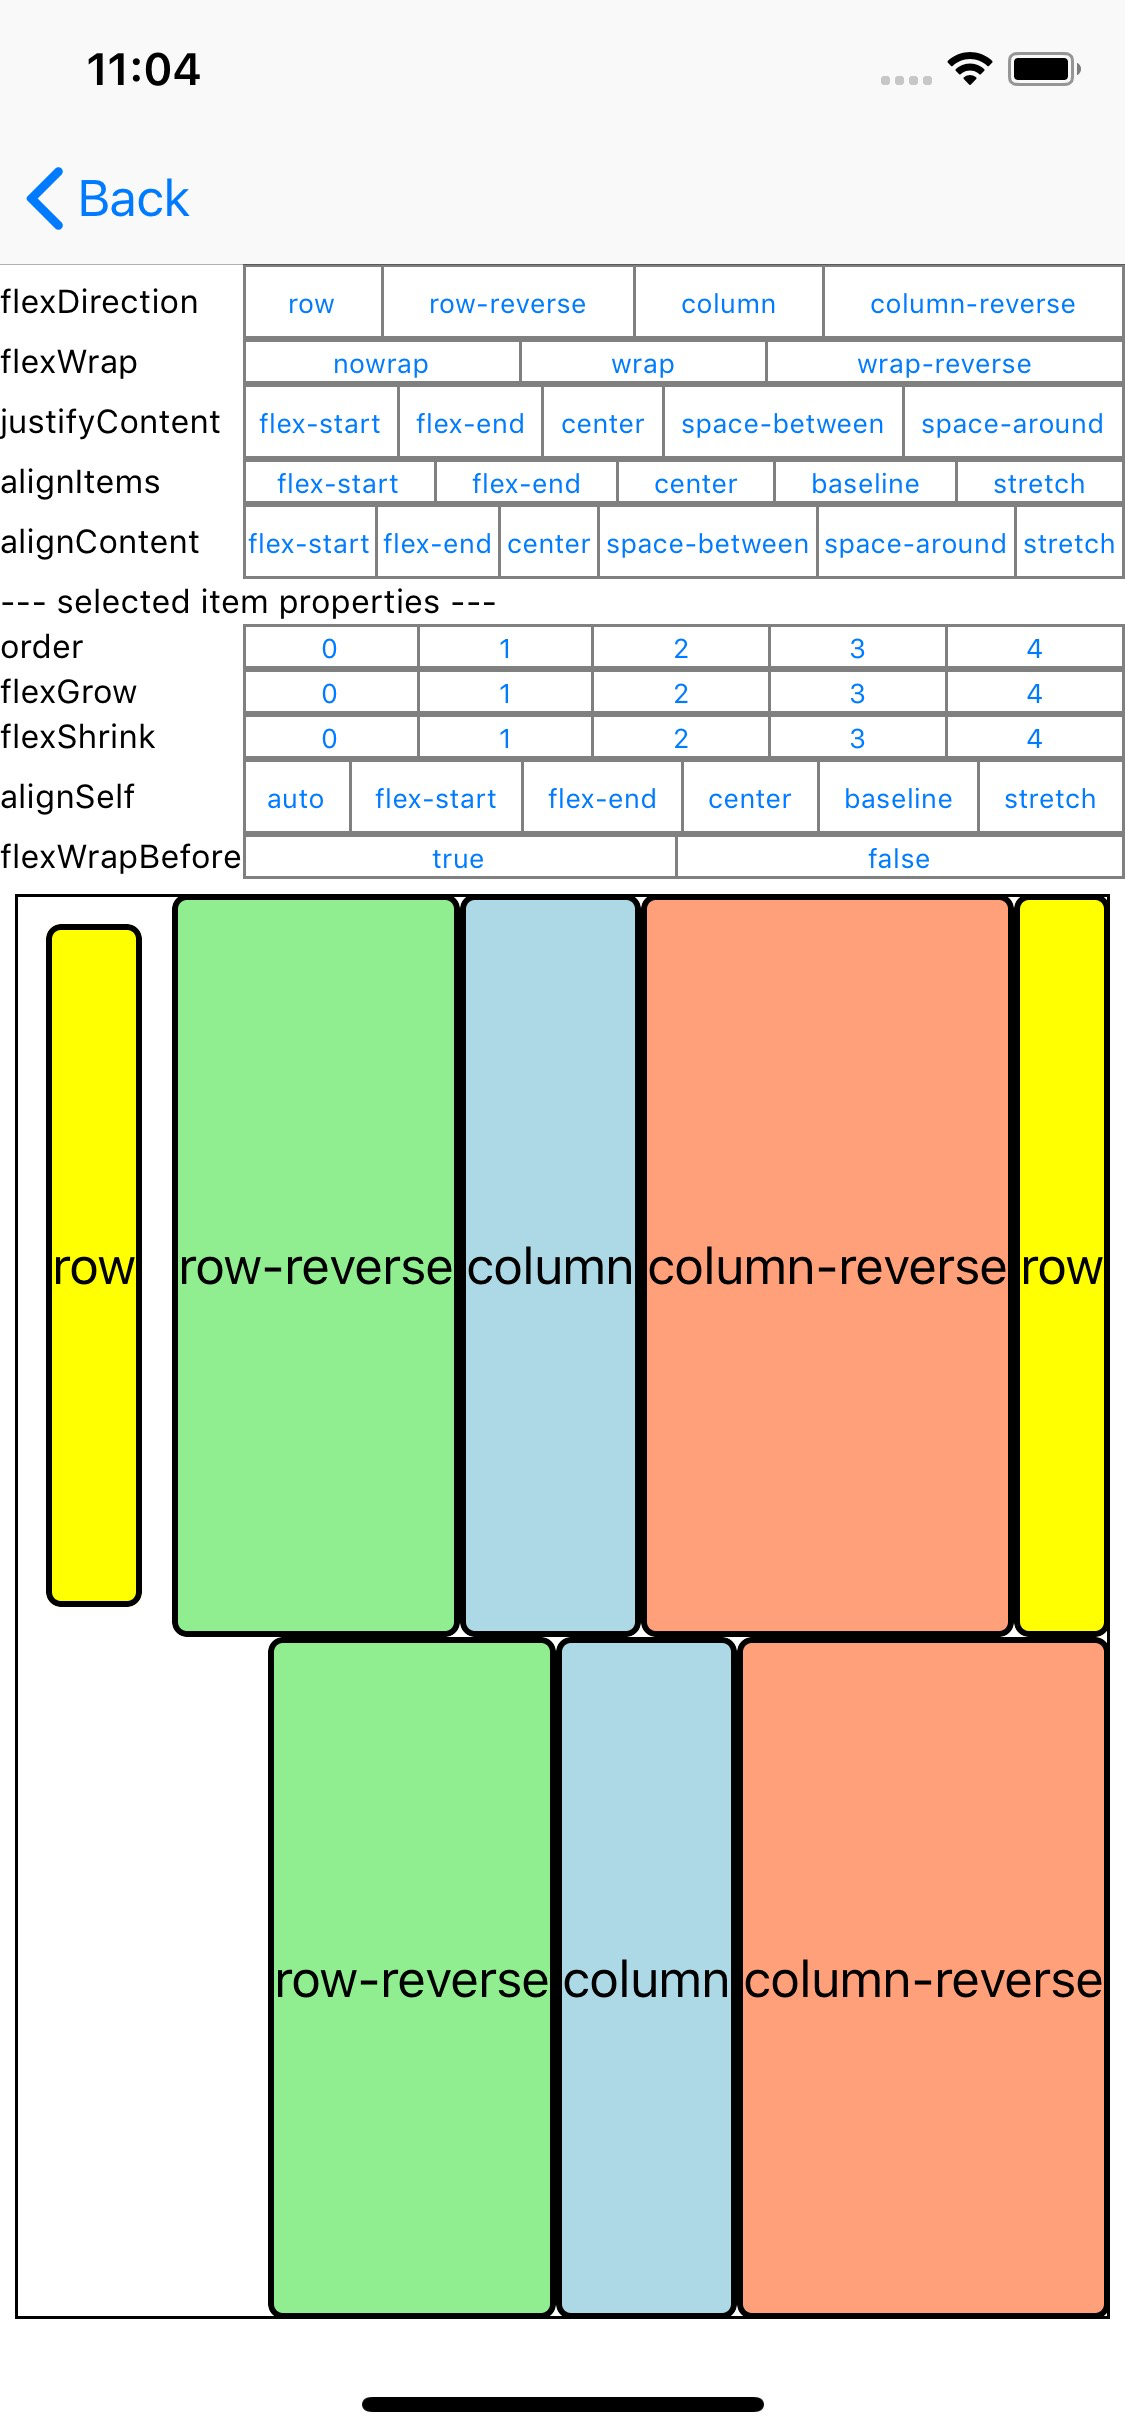 11:04
Back
flexDirection row row-reverse column column-reverse
flexWrap nowrap wrap wrap-reverse
justifyContent flex-start flex-end center space-between space-around
alignItems flex-start flex-end center baseline stretch
alignContent flex-start flex-end center space-between space-around stretch
--- selected item properties ---
order 0 1 2 3 4
flexGrow 0 1 2 3 4
flexShrink 0 1 2 3 4
alignSelf auto flex-start flex-end center baseline stretch
flexWrapBefore true false
row row-reverse column column-reverse row
row-reverse column column-reverse